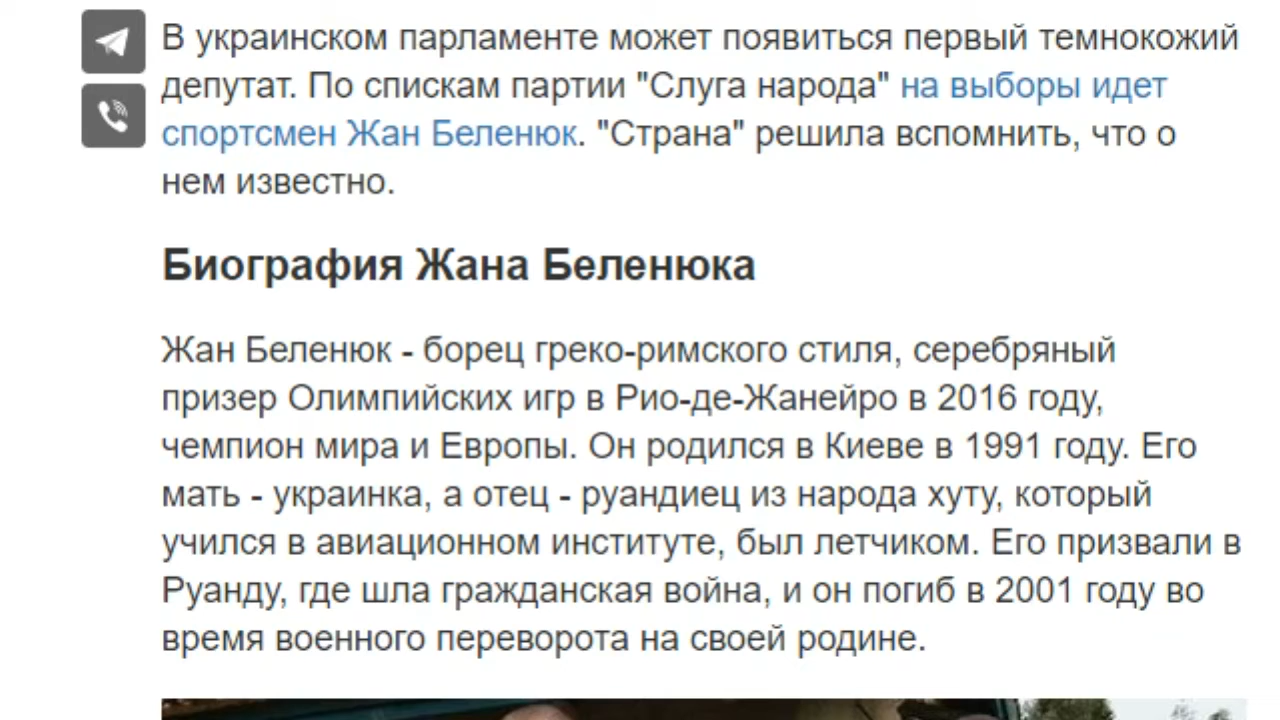 В украинском парламенте может появиться первый темнокожий
депутат. По спискам партии "Слуга народа" на выборы идет
спортсмен Жан Беленюк. "Страна" решила вспомнить, что о
нем известно.
Биография Жана Беленюка
Жан Беленюк - борец греко-римского стиля, серебряный
призер Олимпийских игр в Рио-де-Жанейро в 2016 году,
чемпион мира и Европы. Он родился в Киеве в 1991 году. Его
мать - украинка, а отец - руандиец из народа хуту, который
учился в авиационном институте, был летчиком. Его призвали в
Руанду, где шла гражданская война, и он погиб в 2001 году во
время военного переворота на своей родине.